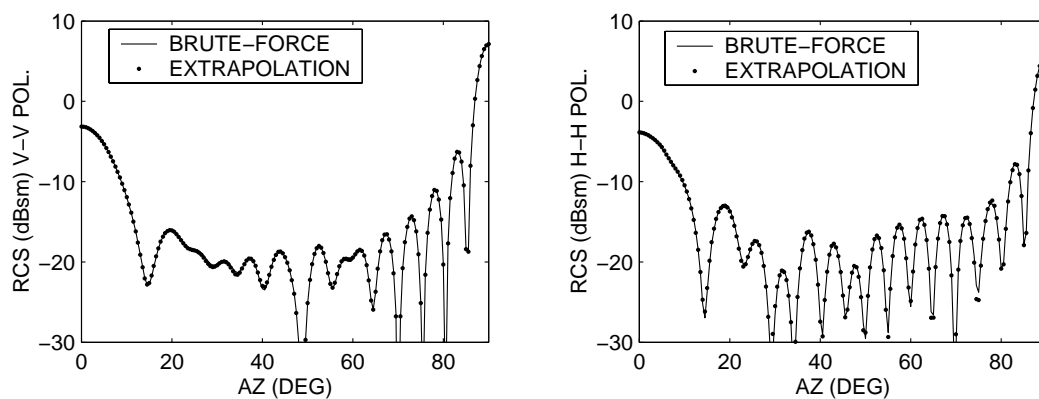 10
0
−10
−20
−30
RCS (dBsm) V−V POL.
BRUTE−FORCE
EXTRAPOLATION
0 20 40 60 80
AZ (DEG)
10
0
−10
−20
−30
RCS (dBsm) H−H POL.
BRUTE−FORCE
EXTRAPOLATION
0 20 40 60 80
AZ (DEG)